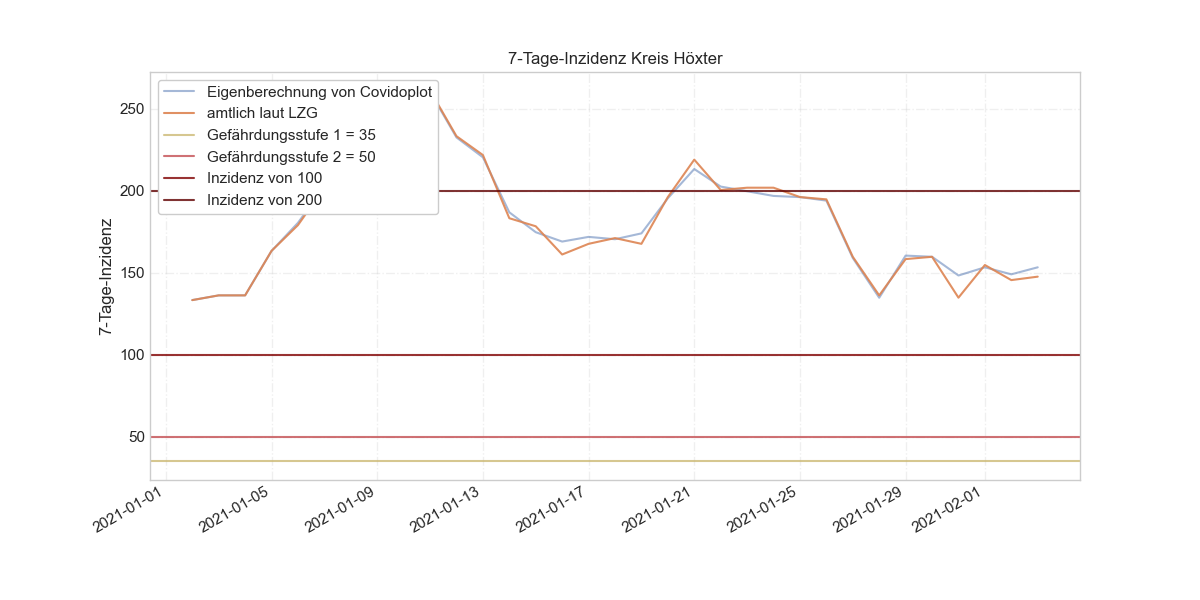 7-Tage-Inzidenz Kreis Höxter
Eigenberechnung von Covidoplot
amtlich laut LZG
Gefährdungsstufe 1 = 35
Gefährdungsstufe 2 = 50
Inzidenz von 100
Inzidenz von 200
7-Tage-Inzidenz
250
200
150
100
50
2021-01-01
2021-01-05
2021-01-09
2021-01-13
2021-01-17
2021-01-21
2021-01-25
2021-01-29
2021-02-01